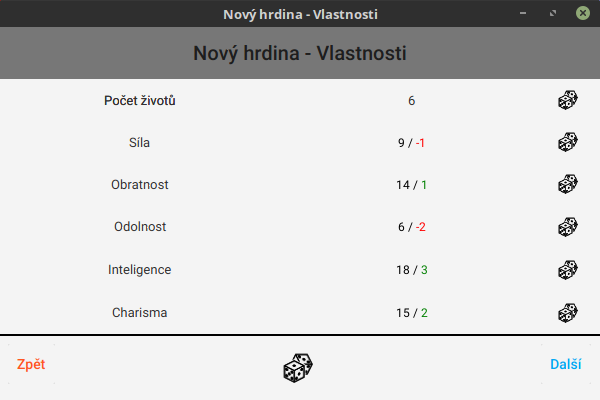 Nový hrdina - Vlastnosti
Nový hrdina - Vlastnosti
Počet životů 6
Síla 9 / -1
Obratnost 14 / 1
Odolnost 6 / -2
Inteligence 18 / 3
Charisma 15 / 2
Zpět Další